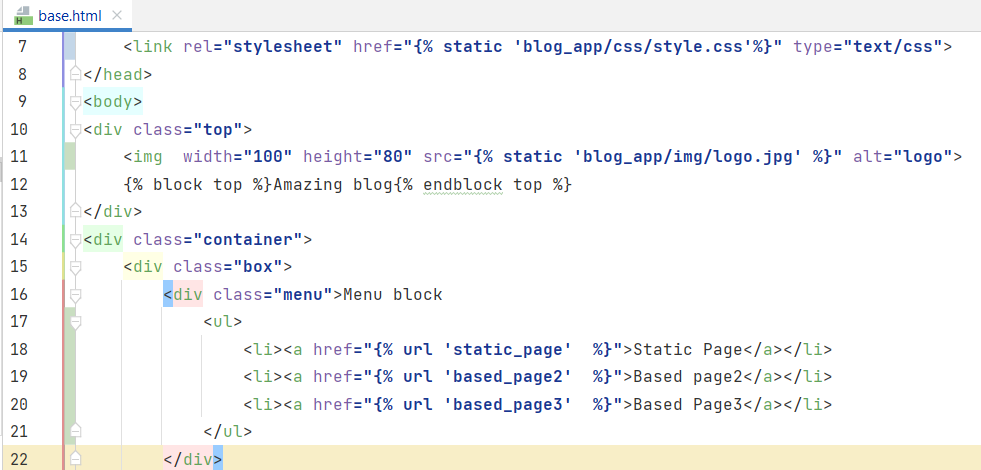 base.html
7 <link rel="stylesheet" href="{% static 'blog_app/css/style.css'%}" type="text/css">
8 </head>
9 <body>
10 <div class="top">
11 <img  width="100" height="80" src="{% static 'blog_app/img/logo.jpg' %}" alt="logo">
12 {% block top %}Amazing blog{% endblock top %}
13 </div>
14 <div class="container">
15 <div class="box">
16 <div class="menu">Menu block
17 <ul>
18 <li><a href="{% url 'static_page'  %}">Static Page</a></li>
19 <li><a href="{% url 'based_page2'  %}">Based page2</a></li>
20 <li><a href="{% url 'based_page3'  %}">Based Page3</a></li>
21 </ul>
22 </div>